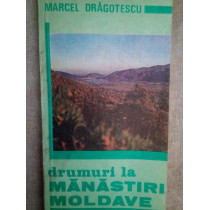 MARCEL DRĂGOTESCU
drumuri la
MĂNĂSTIRI
MOLDAVE